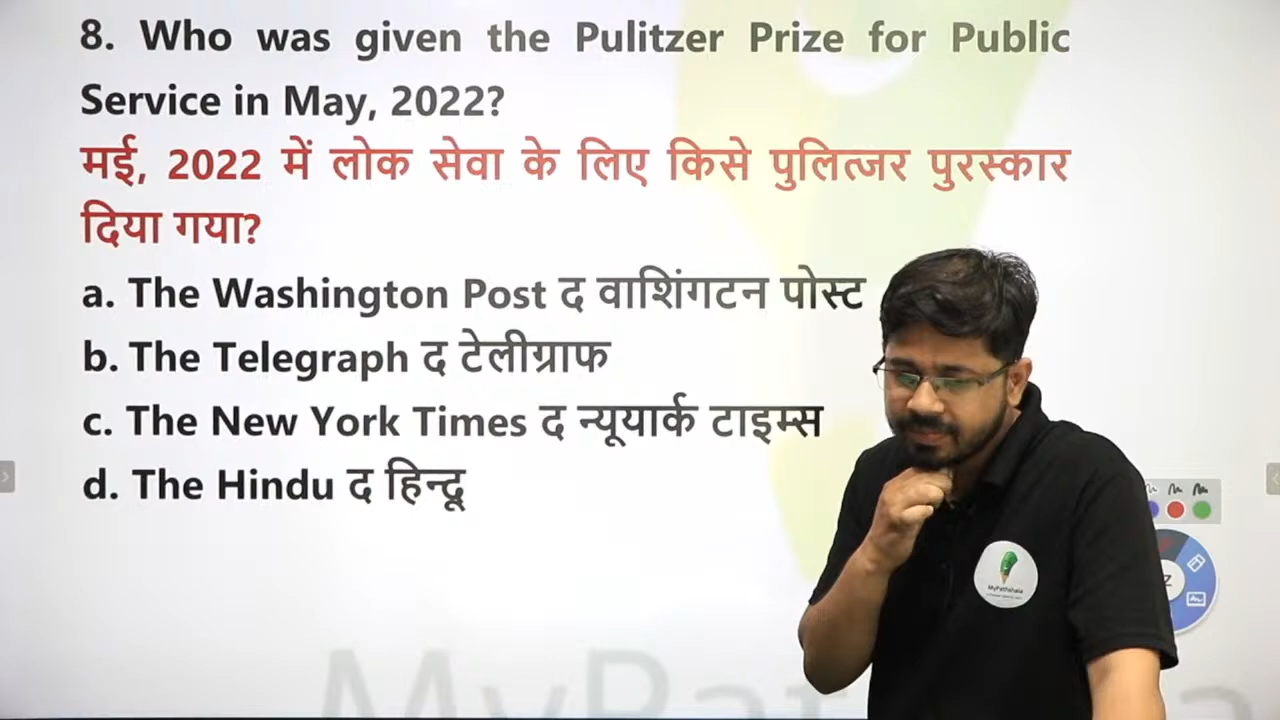 8. Who was given the Pulitzer Prize for Public
Service in May, 2022?
मई, 2022 में लोक सेवा के लिए किसे पुलित्जर पुरस्कार
दिया गया?
a. The Washington Post द वाशिंगटन पोस्ट
b. The Telegraph द टेलीग्राफ
c. The New York Times द न्यूयार्क टाइम्स
d. The Hindu द हिन्दू
MyPathshala